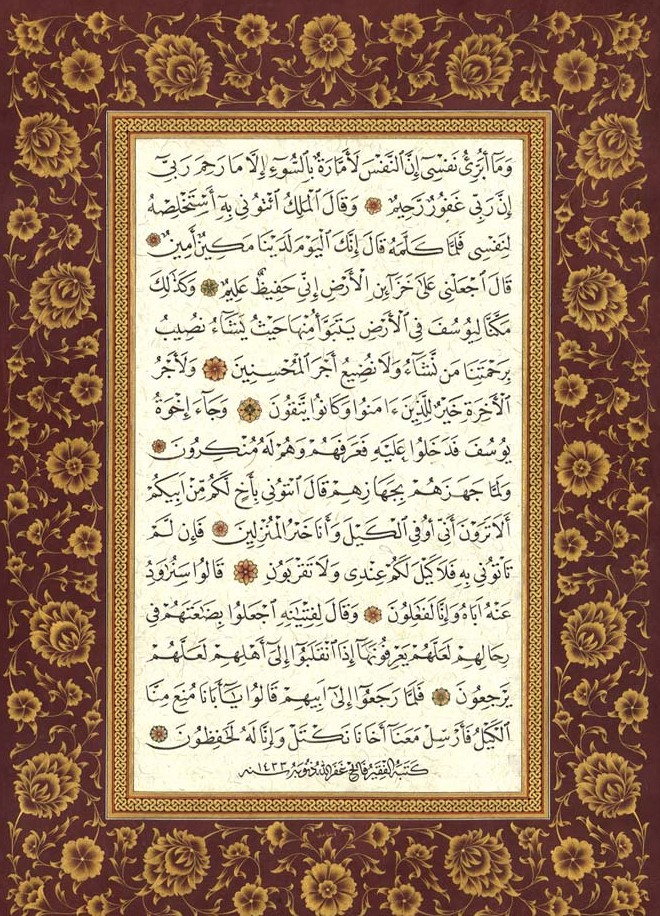 وَمَٓا اُبَرِّئُ نَفْسٖى اِنَّ النَّفْسَ لَاَمَّارَةٌ بِالسُّٓوءِ اِلَّا مَا رَحِمَ رَبّٖى
اِنَّ رَبّٖى غَفُورٌ رَحٖيمٌ وَقَالَ الْمَلِكُ ائْتُونٖى بِهٖٓ اَسْتَخْلِصْهُ
لِنَفْسٖى فَلَمَّا كَلَّمَهُ قَالَ اِنَّكَ الْيَوْمَ لَدَيْنَا مَكٖينٌ اَمٖينٌ
قَالَ اجْعَلْنٖى عَلٰى خَزَٓائِنِ الْاَرْضِ اِنّٖى حَفٖيظٌ عَلٖيمٌ وَكَذٰلِكَ
مَكَّنَّا لِيُوسُفَ فِى الْاَرْضِ يَتَبَوَّاُ مِنْهَا حَيْثُ يَشَٓاءُ نُصٖيبُ
بِرَحْمَتِنَا مَنْ نَشَٓاءُ وَلَا نُضٖيعُ اَجْرَ الْمُحْسِنٖينَ وَلَاَجْرُ
الْاٰخِرَةِ خَيْرٌ لِلَّذٖينَ اٰمَنُوا وَكَانُوا يَتَّقُونَ وَجَٓاءَ اِخْوَةُ
يُوسُفَ فَدَخَلُوا عَلَيْهِ فَعَرَفَهُمْ وَهُمْ لَهُ مُنْكِرُونَ
وَلَمَّا جَهَّزَهُمْ بِجَهَازِهِمْ قَالَ ائْتُونٖى بِاَخٍ لَكُمْ مِنْ اَبٖيكُمْ
اَلَا تَرَوْنَ اَنّٖٓى اُوفِى الْكَيْلَ وَاَنَا خَيْرُ الْمُنْزِلٖينَ فَاِنْ لَمْ
تَاْتُونٖى بِهٖ فَلَا كَيْلَ لَكُمْ عِنْدٖى وَلَا تَقْرَبُونِ قَالُوا سَنُرَاوِدُ
عَنْهُ اَبَاهُ وَاِنَّا لَفَاعِلُونَ وَقَالَ لِفِتْيَانِهِ اجْعَلُوا بِضَاعَتَهُمْ فٖى
رِحَالِهِمْ لَعَلَّهُمْ يَعْرِفُونَهَٓا اِذَا انْقَلَبُٓوا اِلٰٓى اَهْلِهِمْ لَعَلَّهُمْ
يَرْجِعُونَ فَلَمَّا رَجَعُٓوا اِلٰٓى اَبٖيهِمْ قَالُوا يَٓا اَبَانَا مُنِعَ مِنَّا
الْكَيْلُ فَاَرْسِلْ مَعَنَٓا اَخَانَا نَكْتَلْ وَاِنَّا لَهُ لَحَافِظُونَ
كتبه الفقير فالح غفر الله ذنوبه سنه ١٤٣٣